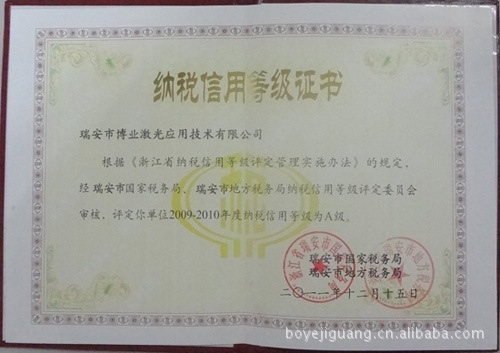 纳税信用等级证书
瑞安市博业激光应用技术有限公司
根据《浙江省纳税信用等级评定管理实施办法》的规定，
经瑞安市国家税务局、瑞安市地方税务局纳税信用等级评定委员会
审核，评定你单位2009-2010年度纳税信用等级为A级。
瑞安市国家税务局
瑞安市地方税务局
二〇一一年十二月十五日
boyejiguang.cn.alibaba.com